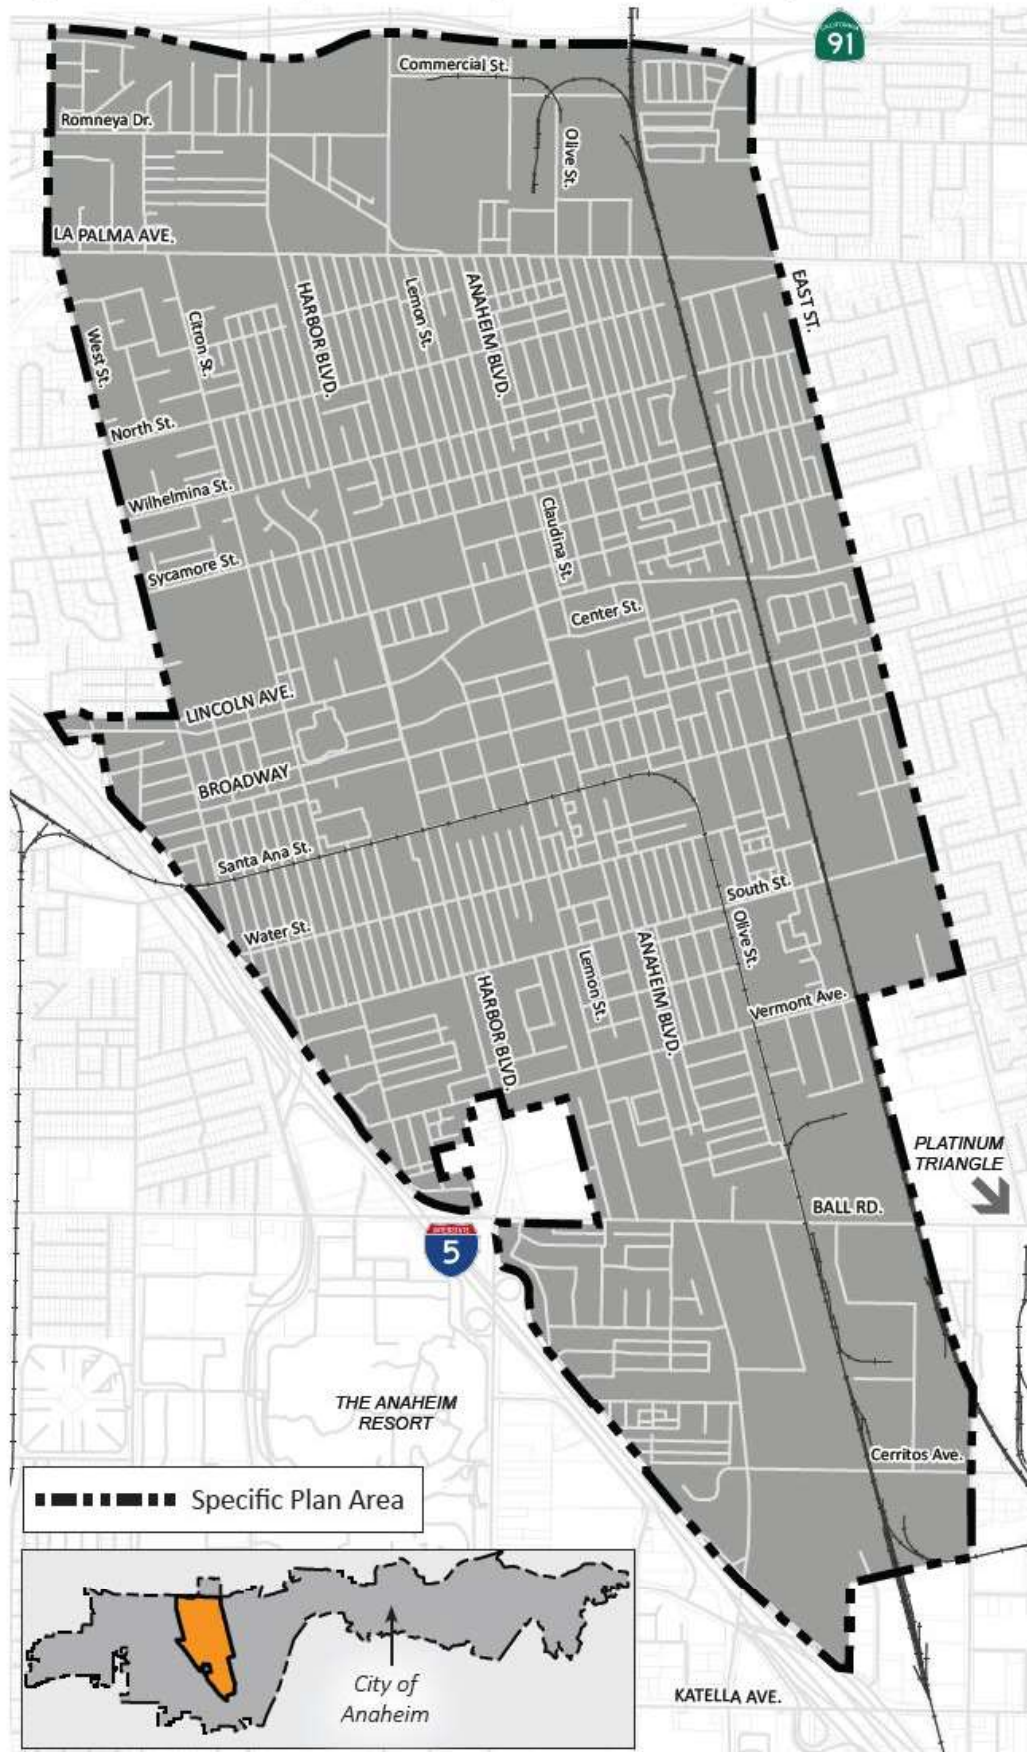 CALIFORNIA
91
Commercial St.
Romneya Dr.
Olive St.
LA PALMA AVE.
EAST ST.
West St.
Citron St.
HARBOR BLVD.
Lemon St.
ANAHEIM BLVD.
North St.
Wilhelmina St.
Claudina St.
Sycamore St.
Center St.
LINCOLN AVE.
BROADWAY
Santa Ana St.
South St.
Water St.
Olive St.
ANAHEIM BLVD.
Lemon St.
HARBOR BLVD.
Vermont Ave.
PLATINUM
TRIANGLE
BALL RD.
INTERSTATE
5
THE ANAHEIM
RESORT
Cerritos Ave.
Specific Plan Area
City of
Anaheim
KATELLA AVE.